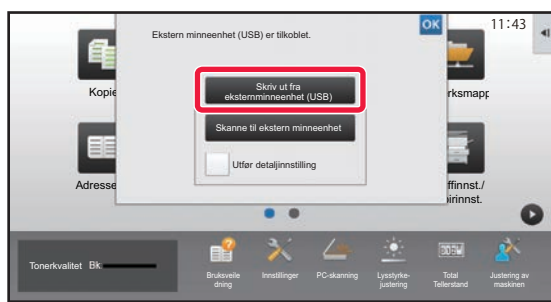 Ekstern minneenhet (USB) er tilkoblet.
OK
11:43
Skriv ut fra
eksternminneenhet (USB)
Skanne til ekstern minneenhet
Utfør detaljinnstilling
Kopie
rksmapp
Adresse
ffinnst./
pirinnst.
Tonerkvalitet Bk
Bruksveile
dning
Innstillinger
PC-skanning
Lysstyrke-
justering
Total
Tellerstand
Justering av
maskinen